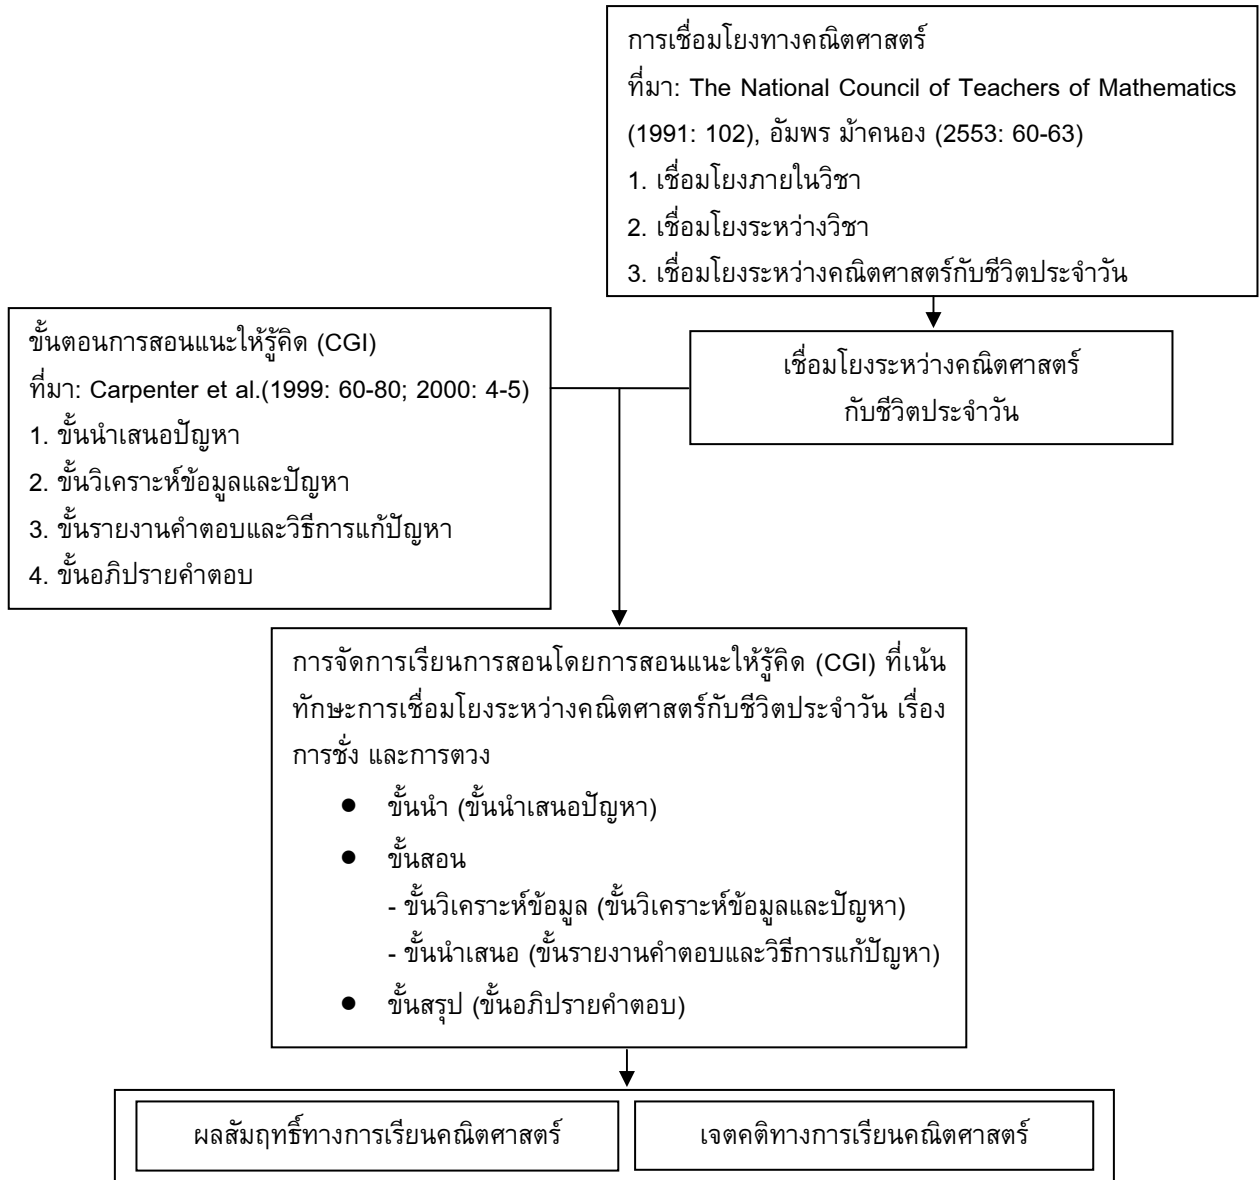 การเชื่อมโยงทางคณิตศาสตร์
ที่มา: The National Council of Teachers of Mathematics
(1991: 102), อัมพร ม้าคนอง (2553: 60-63)
1. เชื่อมโยงภายในวิชา
2. เชื่อมโยงระหว่างวิชา
3. เชื่อมโยงระหว่างคณิตศาสตร์กับชีวิตประจำวัน
ขั้นตอนการสอนแนะให้รู้คิด (CGI)
ที่มา: Carpenter et al.(1999: 60-80; 2000: 4-5)
1. ขั้นนำเสนอปัญหา
2. ขั้นวิเคราะห์ข้อมูลและปัญหา
3. ขั้นรายงานคำตอบและวิธีการแก้ปัญหา
4. ขั้นอภิปรายคำตอบ
เชื่อมโยงระหว่างคณิตศาสตร์
กับชีวิตประจำวัน
การจัดการเรียนการสอนโดยการสอนแนะให้รู้คิด (CGI) ที่เน้น
ทักษะการเชื่อมโยงระหว่างคณิตศาสตร์กับชีวิตประจำวัน เรื่อง
การชั่ง และการตวง
● ขั้นนำ (ขั้นนำเสนอปัญหา)
● ขั้นสอน
- ขั้นวิเคราะห์ข้อมูล (ขั้นวิเคราะห์ข้อมูลและปัญหา)
- ขั้นนำเสนอ (ขั้นรายงานคำตอบและวิธีการแก้ปัญหา)
● ขั้นสรุป (ขั้นอภิปรายคำตอบ)
ผลสัมฤทธิ์ทางการเรียนคณิตศาสตร์
เจตคติทางการเรียนคณิตศาสตร์